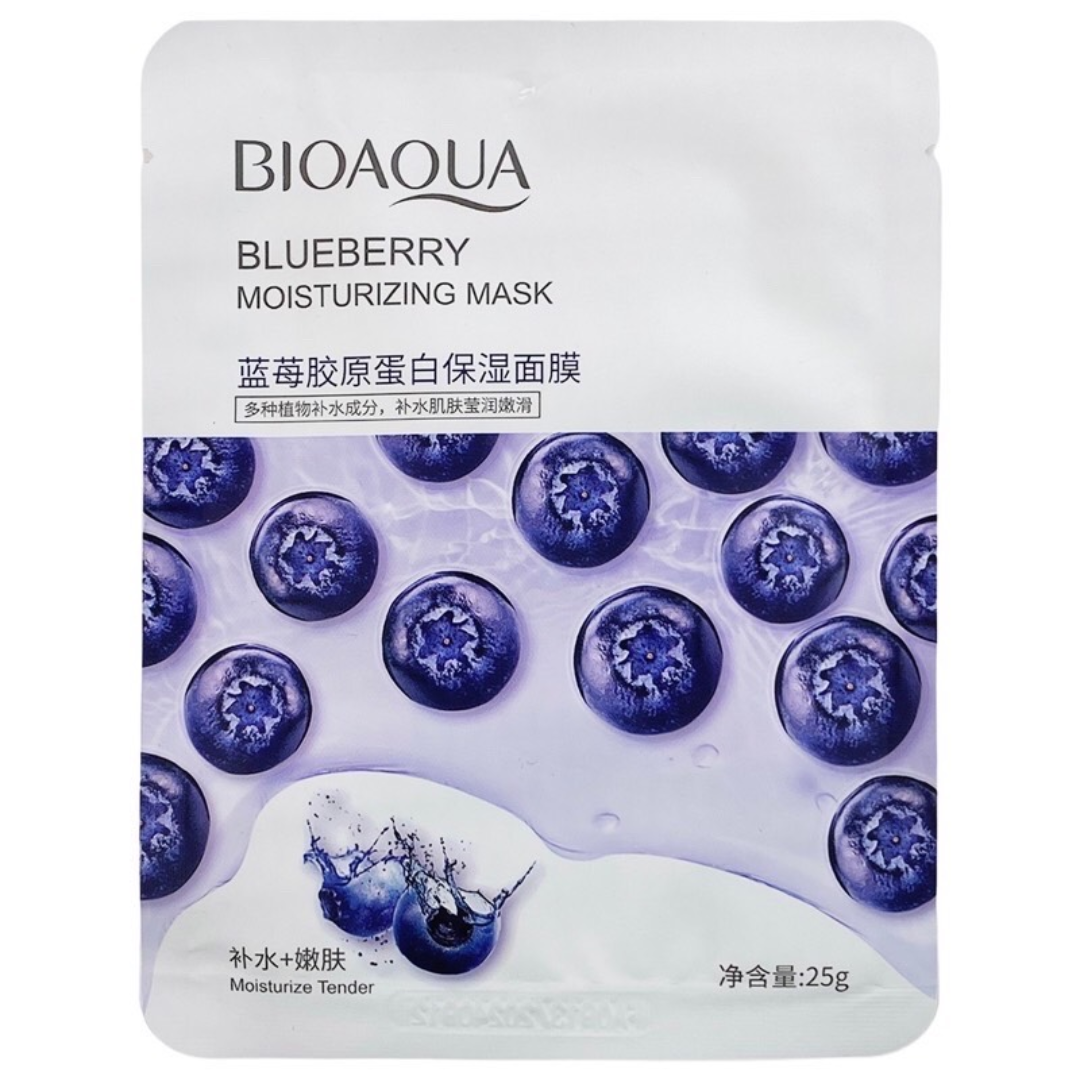 BIOAQUA
BLUEBERRY
MOISTURIZING MASK
蓝莓胶原蛋白保湿面膜
多种植物补水成分，补水肌肤莹润嫩滑
补水+嫩肤
Moisturize Tender
净含量:25g